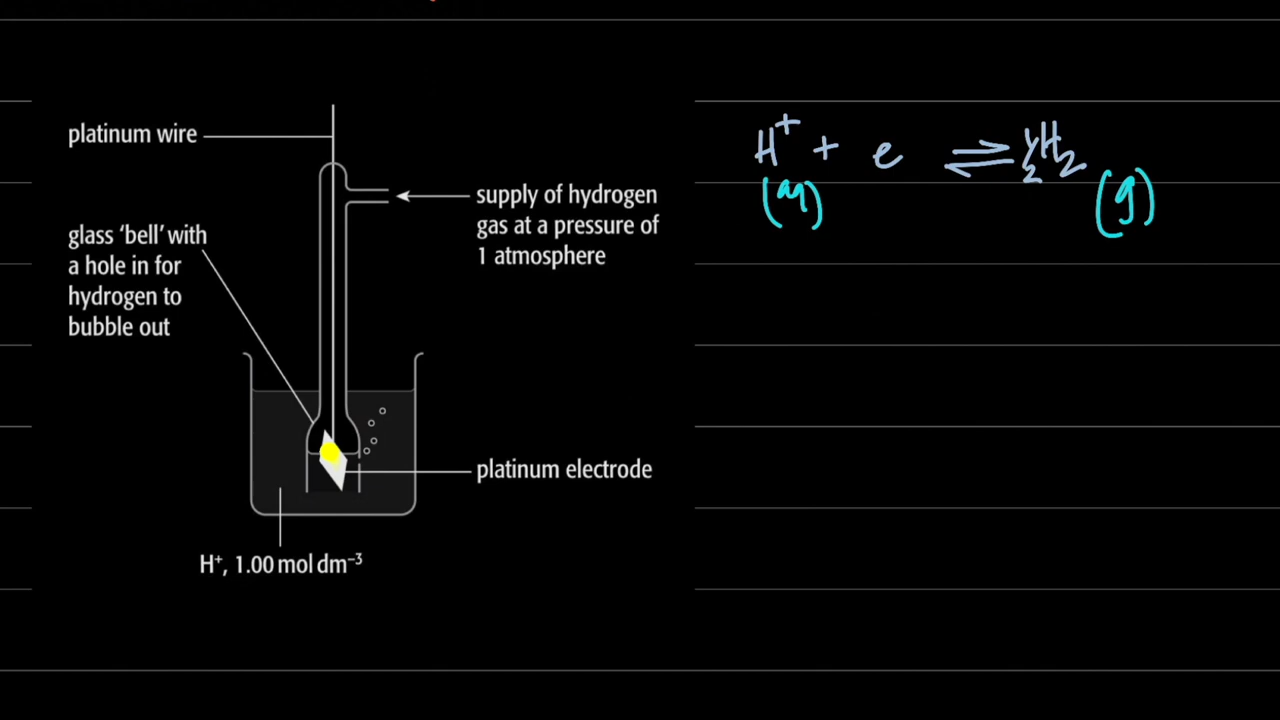 platinum wire
supply of hydrogen
gas at a pressure of
1 atmosphere
glass ‘bell’ with
a hole in for
hydrogen to
bubble out
platinum electrode
H⁺, 1.00 mol dm⁻³
H⁺ + e ⇌ ½H₂
(aq) (g)